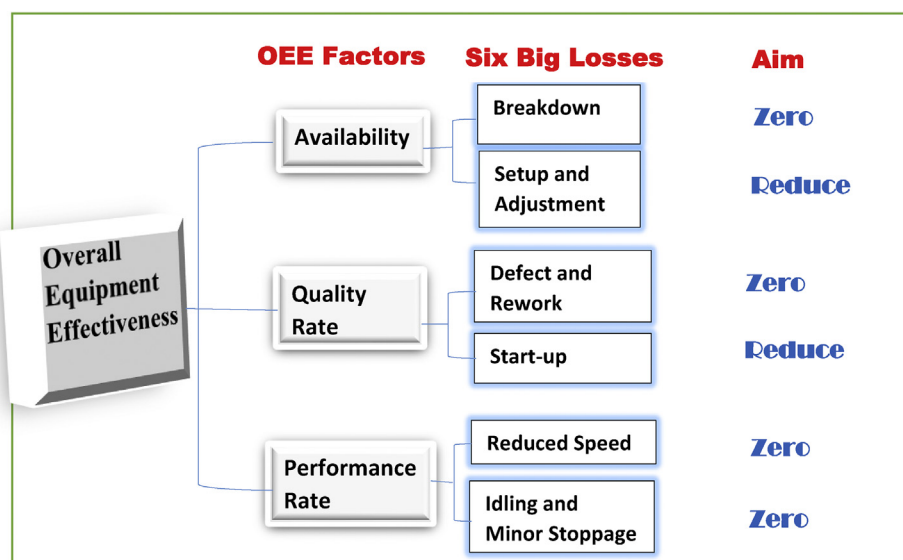 OEE Factors
Six Big Losses
Aim
Overall
Equipment
Effectiveness
Availability
Breakdown
Zero
Setup and
Adjustment
Reduce
Quality
Rate
Defect and
Rework
Zero
Start-up
Reduce
Performance
Rate
Reduced Speed
Zero
Idling and
Minor Stoppage
Zero